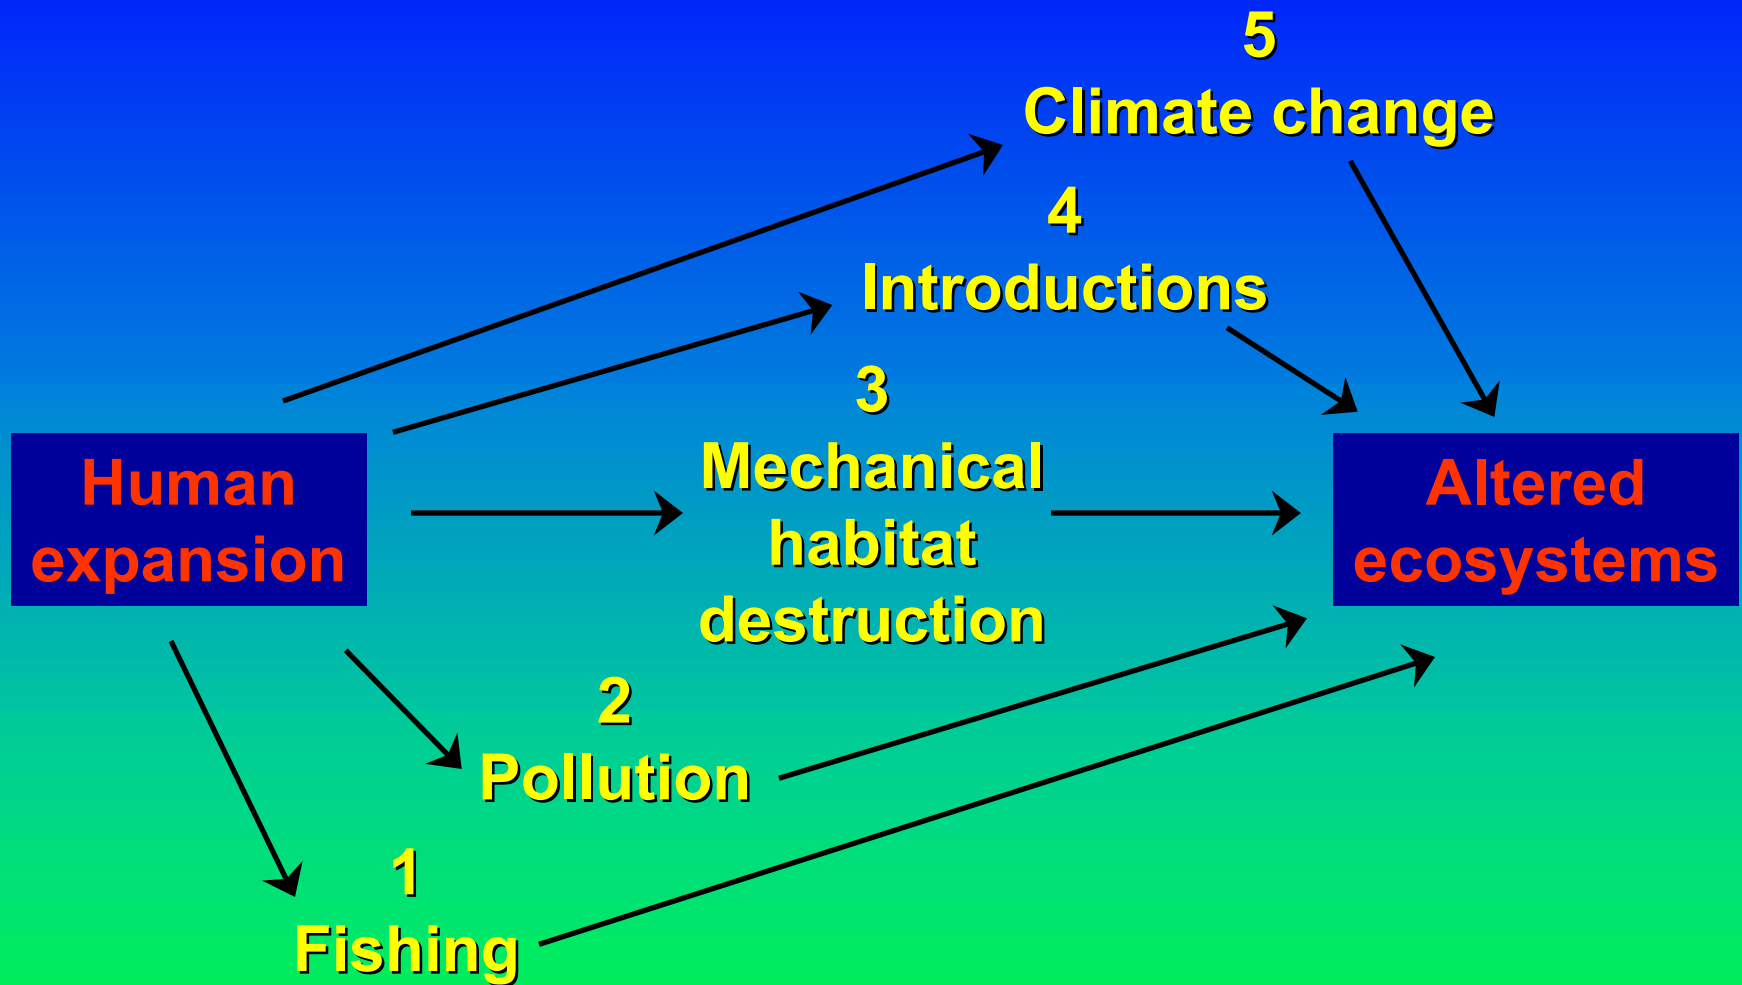 5
Climate change
4
Introductions
3
Mechanical
habitat
destruction
Human
expansion
Altered
ecosystems
2
Pollution
1
Fishing